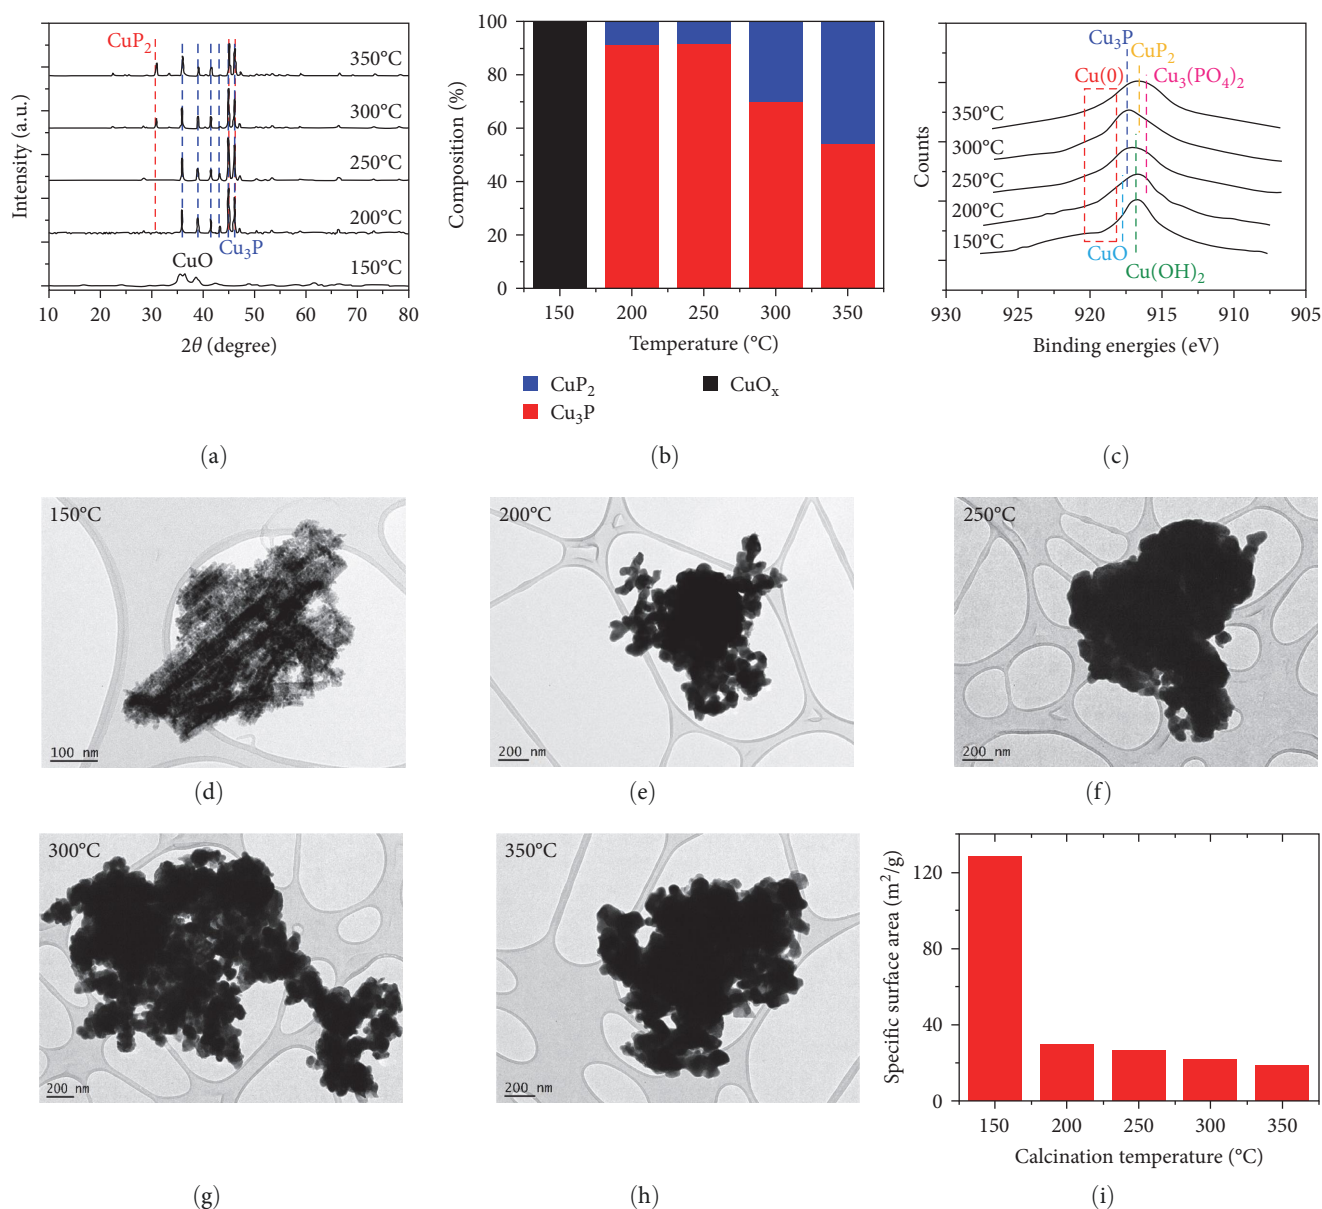 CuP2
350°C
300°C
250°C
200°C
Cu3P
CuO
150°C
Intensity (a.u.)
10 20 30 40 50 60 70 80
2θ (degree)
(a)
100
80
60
40
20
0
Composition (%)
150 200 250 300 350
Temperature (°C)
CuP2
CuOx
Cu3P
(b)
Cu3P
CuP2
Cu(0)
Cu3(PO4)2
350°C
300°C
250°C
200°C
150°C
CuO
Cu(OH)2
Counts
930 925 920 915 910 905
Binding energies (eV)
(c)
150°C
100 nm
(d)
200°C
200 nm
(e)
250°C
200 nm
(f)
300°C
200 nm
(g)
350°C
200 nm
(h)
120
80
40
0
Specific surface area (m²/g)
150 200 250 300 350
Calcination temperature (°C)
(i)